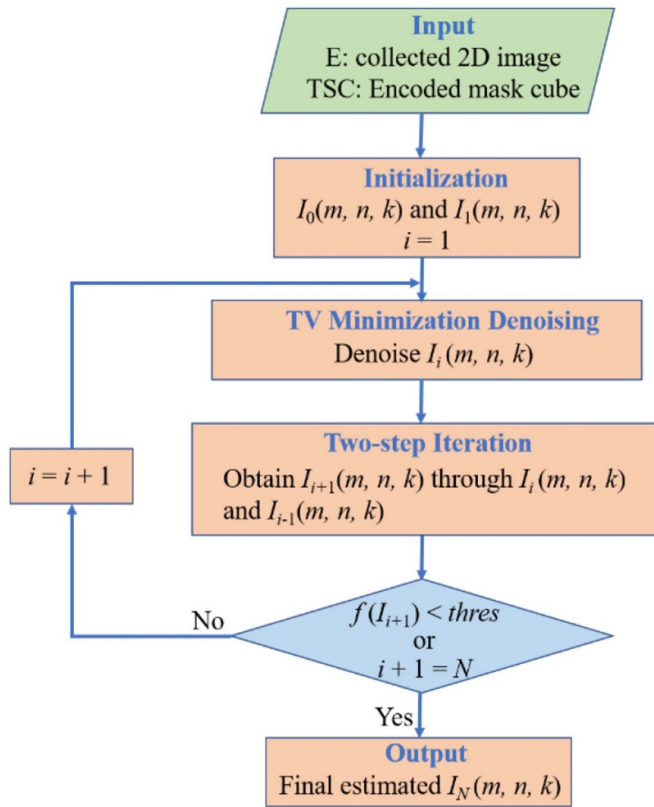 Input
E: collected 2D image
TSC: Encoded mask cube
Initialization
I₀(m, n, k) and I₁(m, n, k)
i = 1
TV Minimization Denoising
Denoise Iᵢ(m, n, k)
Two-step Iteration
Obtain Iᵢ₊₁(m, n, k) through Iᵢ(m, n, k)
and Iᵢ₋₁(m, n, k)
i = i + 1
f(Iᵢ₊₁) < thres
or
i + 1 = N
No
Yes
Output
Final estimated I_N(m, n, k)